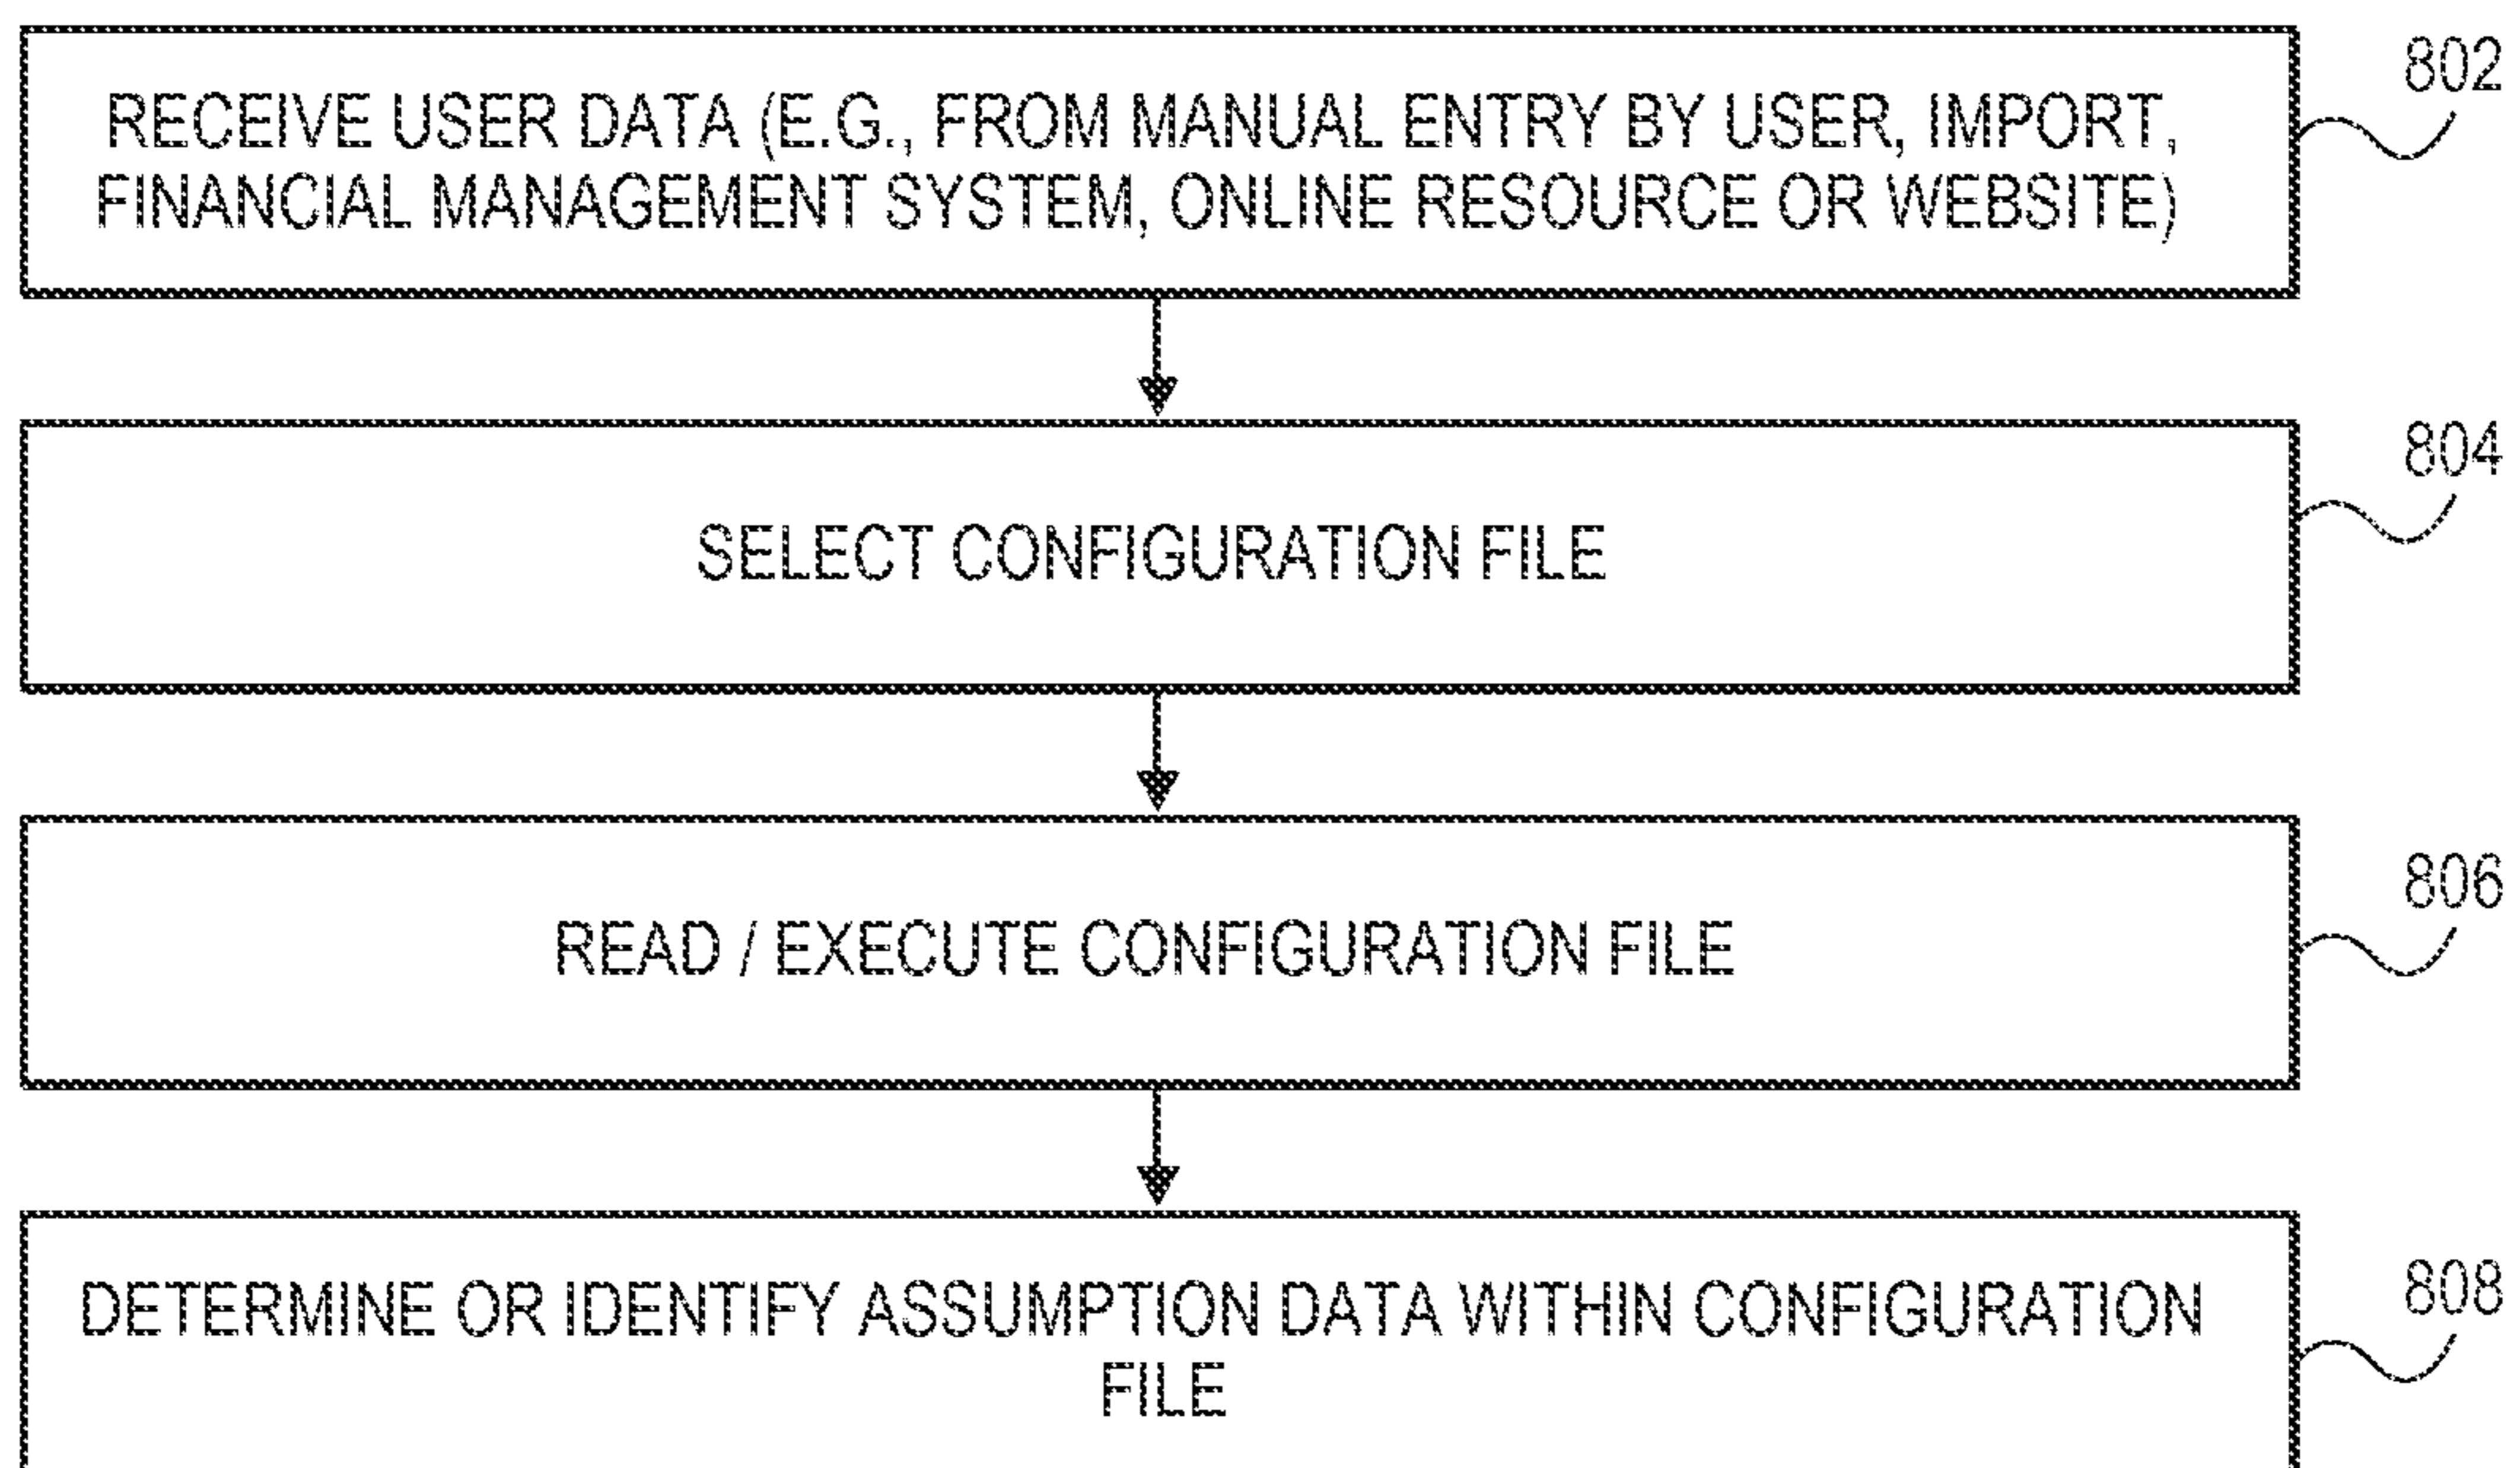 802
RECEIVE USER DATA (E.G., FROM MANUAL ENTRY BY USER, IMPORT,
FINANCIAL MANAGEMENT SYSTEM, ONLINE RESOURCE OR WEBSITE)
804
SELECT CONFIGURATION FILE
806
READ / EXECUTE CONFIGURATION FILE
808
DETERMINE OR IDENTIFY ASSUMPTION DATA WITHIN CONFIGURATION
FILE